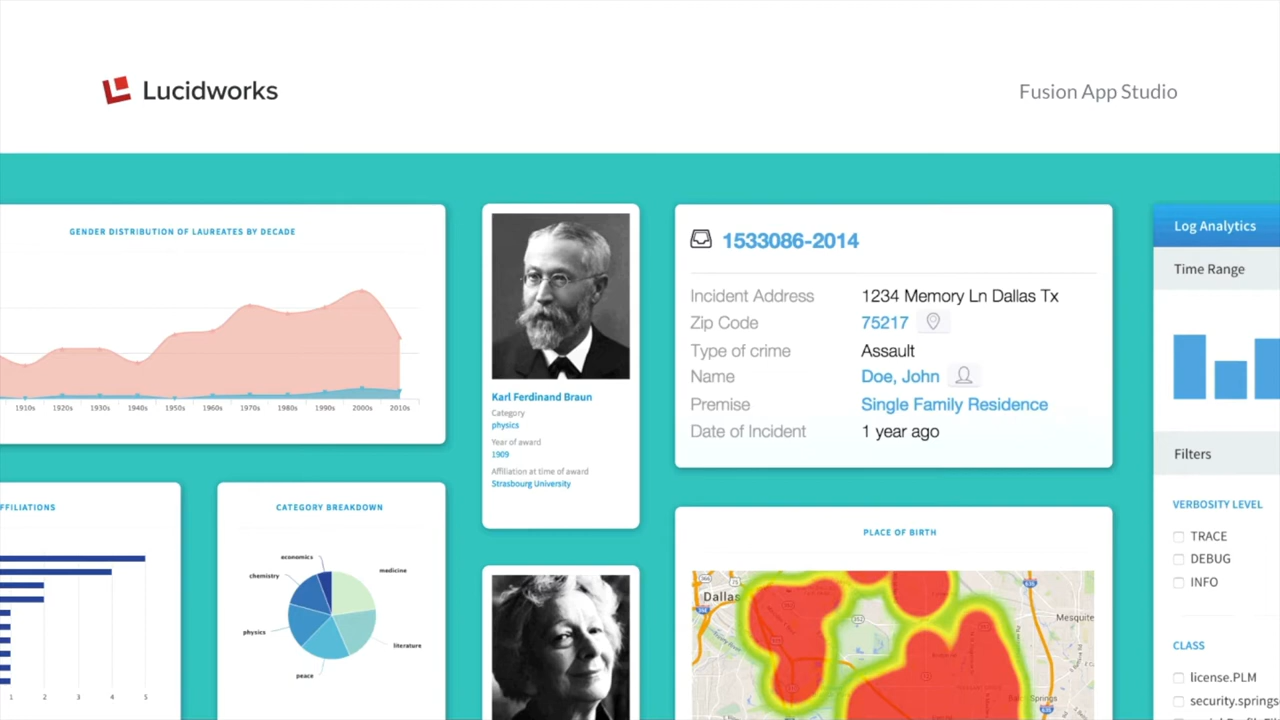 Lucidworks
Fusion App Studio
GENDER DISTRIBUTION OF LAUREATES BY DECADE
1910s 1920s 1930s 1940s 1950s 1960s 1970s 1980s 1990s 2000s 2010s
FFILIATIONS
1 2 3 4 5
CATEGORY BREAKDOWN
economics
chemistry
medicine
physics
literature
peace
Karl Ferdinand Braun
Category
physics
Year of award
1909
Affiliation at time of award
Strasbourg University
1533086-2014
Incident Address 1234 Memory Ln Dallas Tx
Zip Code 75217
Type of crime Assault
Name Doe, John
Premise Single Family Residence
Date of Incident 1 year ago
PLACE OF BIRTH
Dallas
Mesquite
Springs
Log Analytics
Time Range
Filters
VERBOSITY LEVEL
TRACE
DEBUG
INFO
CLASS
license.PLM
security.springs